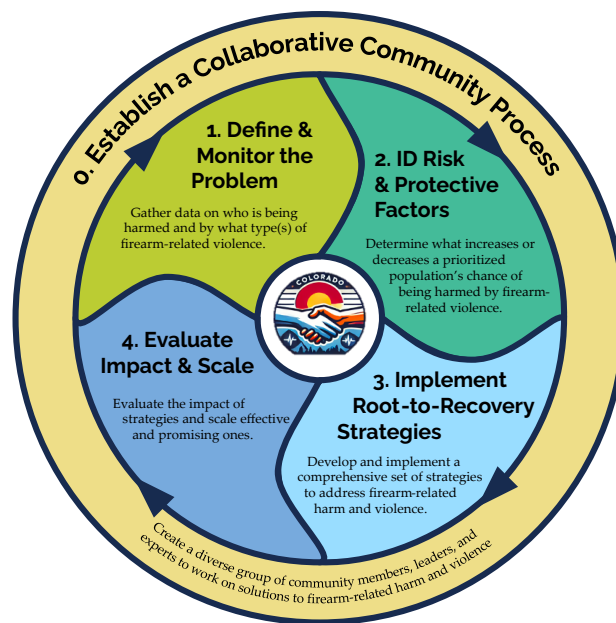 0. Establish a Collaborative Community Process
1. Define &
Monitor the
Problem
Gather data on who is being
harmed and by what type(s) of
firearm-related violence.
2. ID Risk
& Protective
Factors
Determine what increases or
decreases a prioritized
population's chance of
being harmed by firearm-
related violence.
COLORADO
3. Implement
Root-to-Recovery
Strategies
Develop and implement a
comprehensive set of strategies
to address firearm-related
harm and violence.
4. Evaluate
Impact & Scale
Evaluate the impact of
strategies and scale effective
and promising ones.
Create a diverse group of community members, leaders, and
experts to work on solutions to firearm-related harm and violence